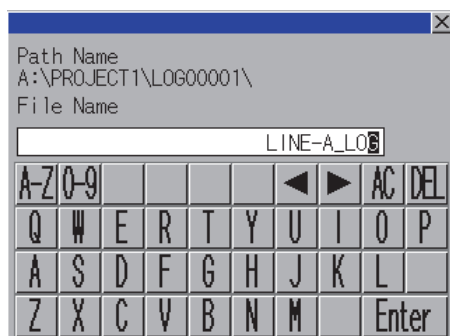 ×
Path Name
A:\PROJECT1\LOG00001\
File Name
LINE-A_LOG
A-Z 0-9 ◀ ▶ AC DEL
Q W E R T Y U I O P
A S D F G H J K L
Z X C V B N M Enter